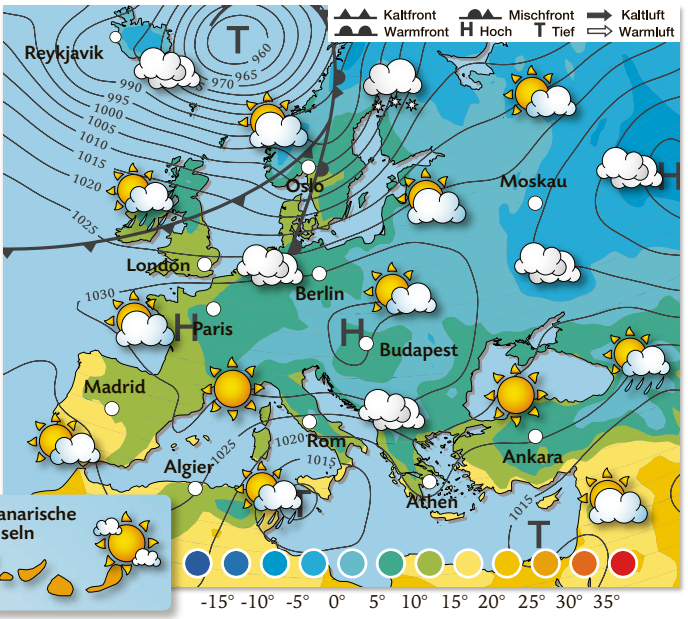 Kaltfront Mischfront Kaltluft
Warmfront H Hoch T Tief Warmluft
Reykjavik
T
960
965
970
990
995
1000
1005
1010
1015
1020
1025
Oslo
Moskau
H
London
Berlin
1030
H
Paris
H
Budapest
Madrid
Rom
1025
1020
1015
Ankara
Algier
Athen
T
1015
T
anarische
seln
-15° -10° -5° 0° 5° 10° 15° 20° 25° 30° 35°